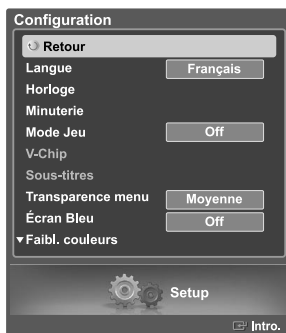 Configuration
Retour
Langue Français
Horloge
Minuterie
Mode Jeu Off
V-Chip
Sous-titres
Transparence menu Moyenne
Écran Bleu Off
▼Faibl. couleurs
Setup
Intro.